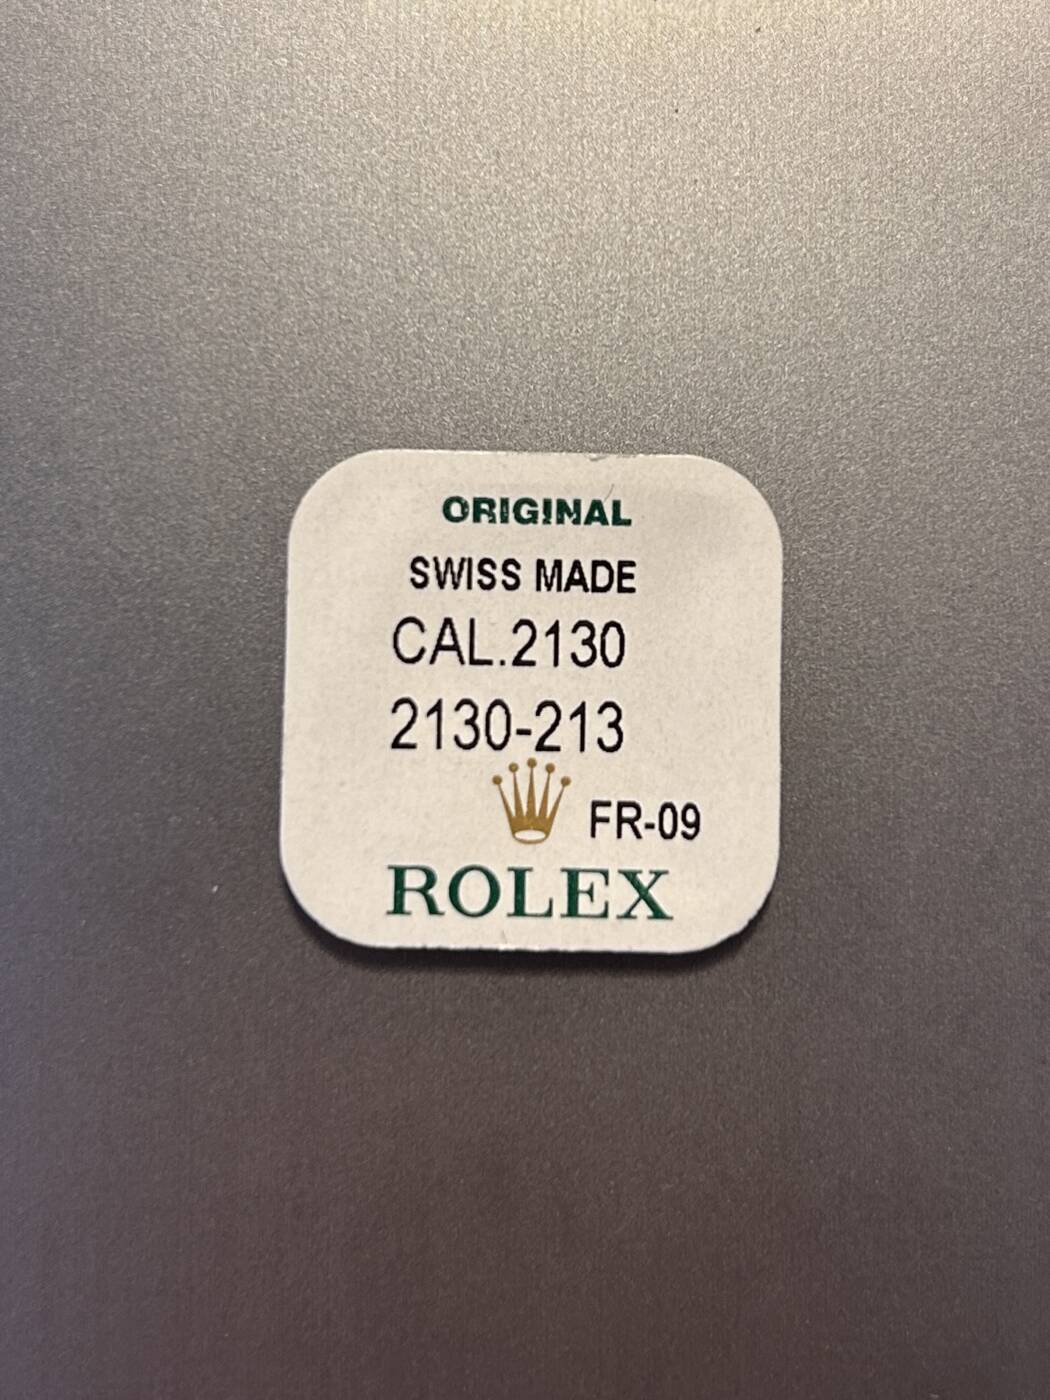 ORIGINAL
SWISS MADE
CAL.2130
2130-213
FR-09
ROLEX